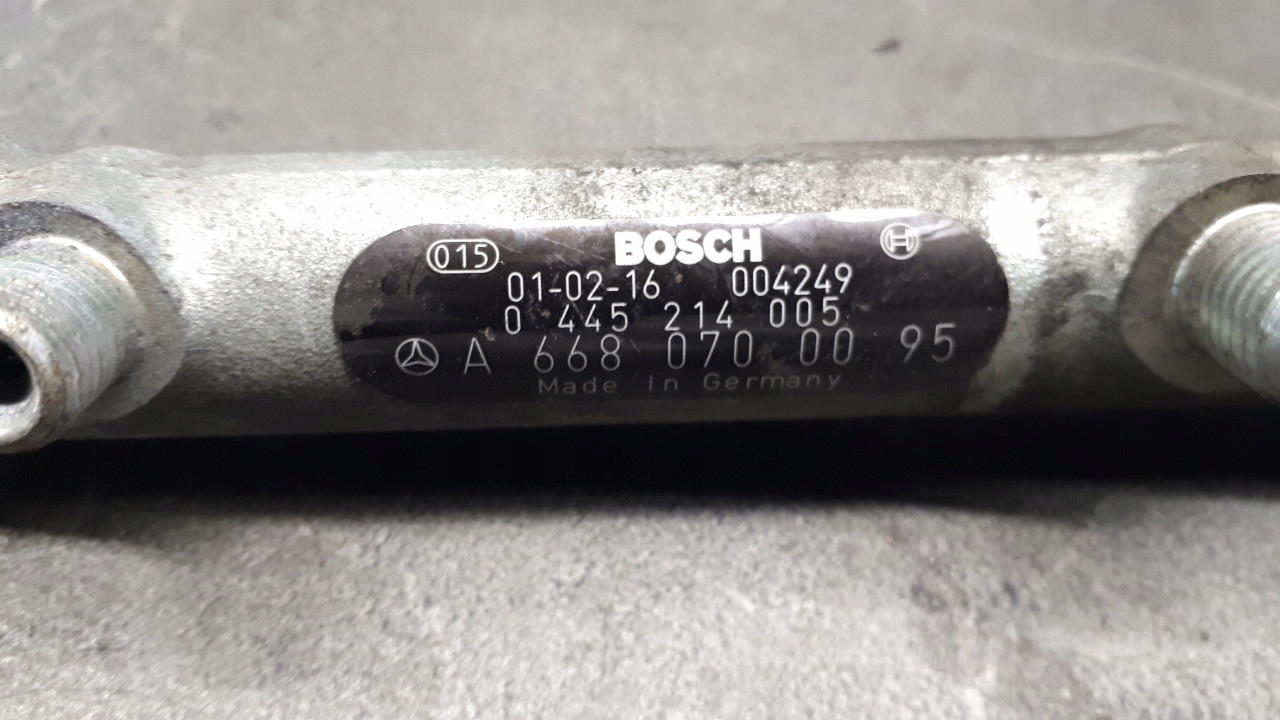 015 BOSCH
01-02-16 004249
0 445 214 005
A 668 070 00 95
Made in Germany